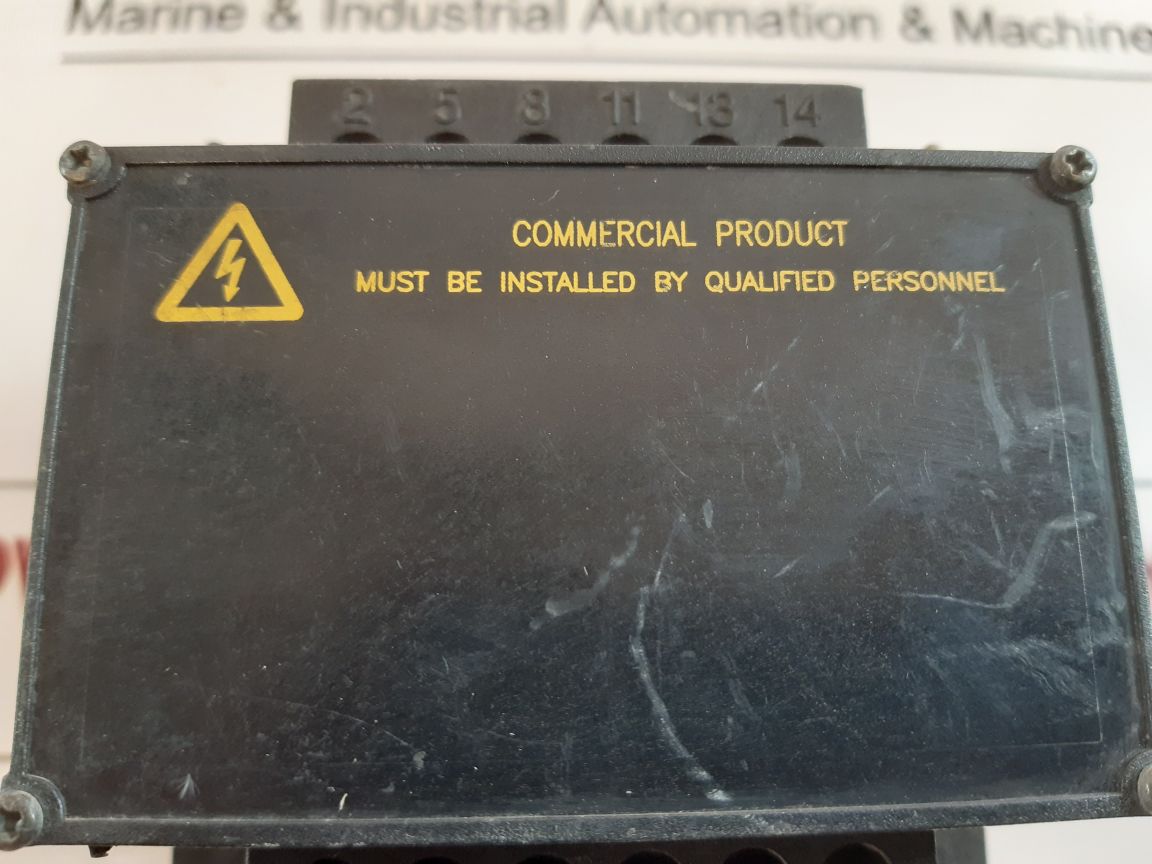 Marine & Industrial Automation & Machine
2 5 8 11 13 14
COMMERCIAL PRODUCT
MUST BE INSTALLED BY QUALIFIED PERSONNEL